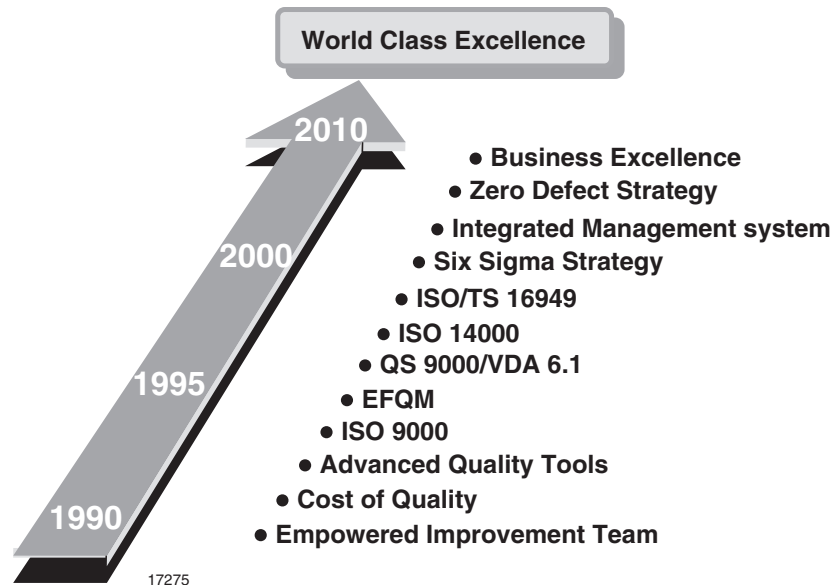 World Class Excellence
2010
• Business Excellence
• Zero Defect Strategy
• Integrated Management system
2000
• Six Sigma Strategy
• ISO/TS 16949
• ISO 14000
• QS 9000/VDA 6.1
1995
• EFQM
• ISO 9000
• Advanced Quality Tools
• Cost of Quality
1990
• Empowered Improvement Team
17275